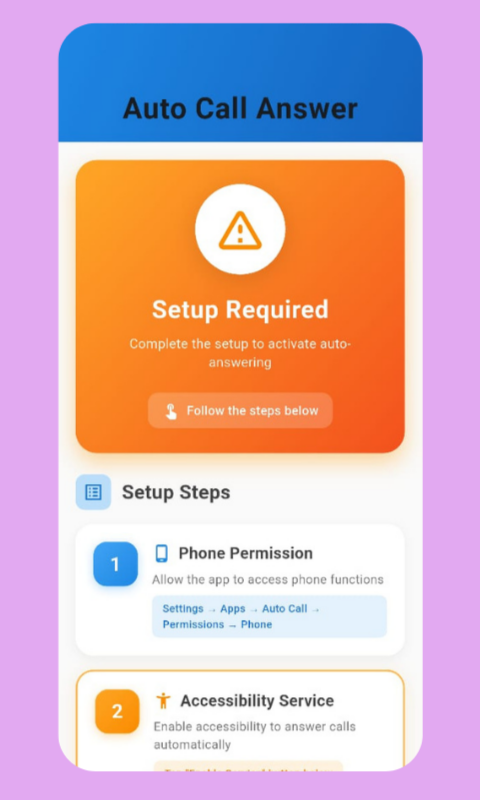 Auto Call Answer
Setup Required
Complete the setup to activate auto-
answering
Follow the steps below
Setup Steps
1
Phone Permission
Allow the app to access phone functions
Settings → Apps → Auto Call →
Permissions → Phone
2
Accessibility Service
Enable accessibility to answer calls
automatically